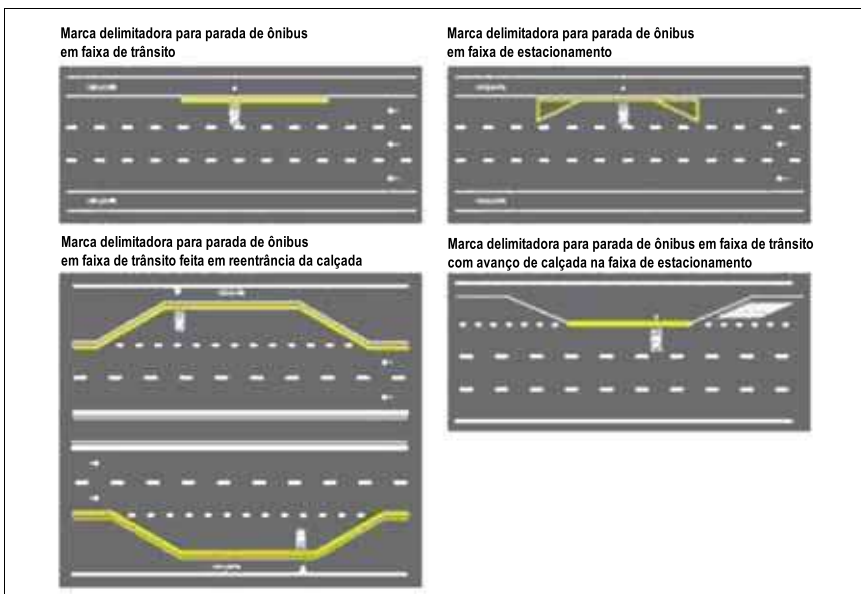 Marca delimitadora para parada de ônibus
em faixa de trânsito
Marca delimitadora para parada de ônibus
em faixa de estacionamento
Marca delimitadora para parada de ônibus
em faixa de trânsito feita em reentrância da calçada
Marca delimitadora para parada de ônibus em faixa de trânsito
com avanço de calçada na faixa de estacionamento